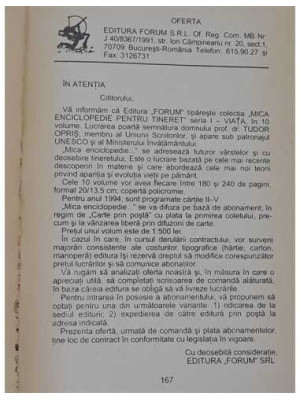 OFERTA
EDITURA FORUM S.R.L. Of. Reg. Com. MB Nr
J 40/8367/1991, str. Ion Câmpineanu nr. 20, sect.1,
70709 București-România Telefon: 615.90.27 și
Fax: 3126731
ÎN ATENȚIA
Cititorului,
Vă informăm că Editura „FORUM" tipărește colecția „MICA
ENCICLOPEDIE PENTRU TINERET" seria I - VIAȚA, în 10
volume. Lucrarea poartă semnătura domnului prof. dr. TUDOR
OPRIȘ, membru al Uniunii Scriitorilor, și apare sub patronajul
UNESCO și al Ministerului Învățământului.
„Mica enciclopedie..." se adresează tuturor vârstelor și cu
deosebire tineretului. Este o lucrare bazată pe cele mai recente
descoperiri în materie și care abordează cele mai noi teorii
privind apariția și evoluția vieții pe pământ.
Cele 10 volume vor avea fiecare între 180 și 240 de pagini;
format 20/13,5 cm; copertă policromie.
Pentru anul 1994, sunt programate cărțile II-V.
„Mica enciclopedie ..." se va difuza pe bază de abonament, în
regim de „Carte prin poștă" cu plata la primirea coletului, pre-
cum și la vânzarea liberă prin difuzorii de carte.
Prețul unui volum este de 1.500 lei.
În cazul în care, în cursul derulării contractului, vor surveni
majorări consistente ale costurilor tipografice (hârtie, carton,
manoperă) editura își rezervă dreptul să modifice corespunzător
prețul lucrărilor și să comunice abonaților.
Vă rugăm să analizați oferta noastră și, în măsura în care o
apreciați utilă, să completați scrisoarea de comandă alăturată,
în baza căreia editura se obligă să vă livreze lucrările.
Pentru intrarea în posesie a abonamentului, vă propunem să
optați pentru una din următoarele variante: 1) ridicarea de la
sediul editurii; 2) expedierea de către editură prin poștă la
adresa indicată.
Prezenta ofertă, urmată de comandă și plata abonamentelor,
ține loc de contract în conformitate cu legislația în vigoare.
Cu deosebită considerație,
EDITURA „FORUM" SRL
167